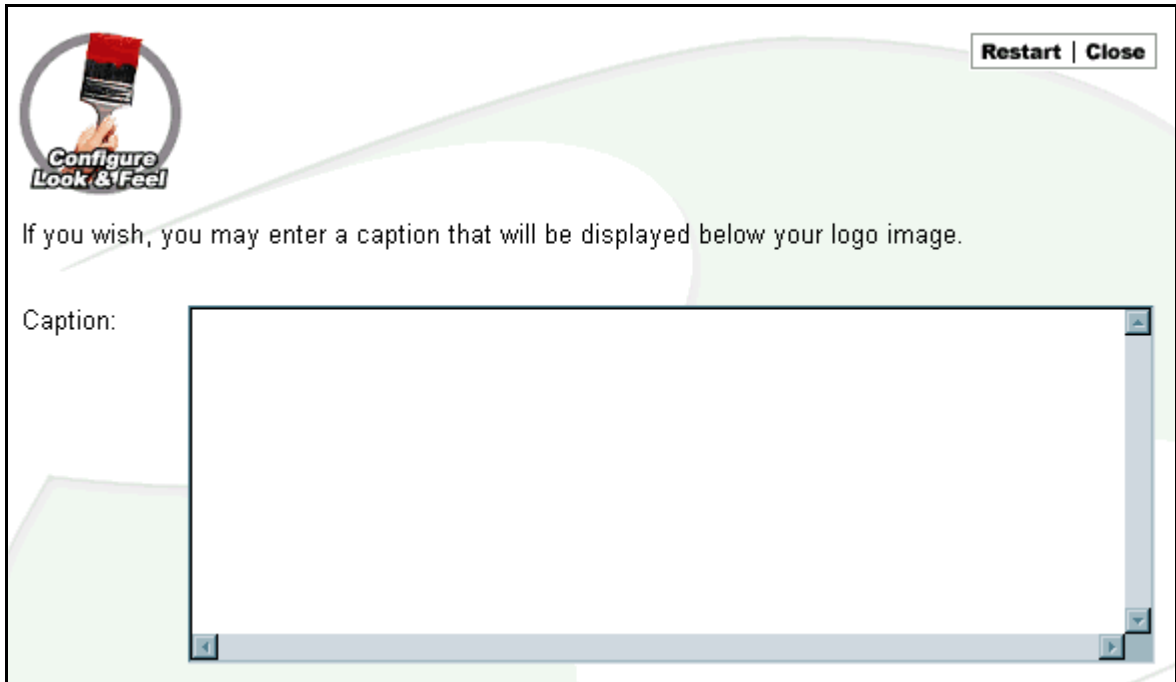 Restart | Close
Configure
Look & Feel
If you wish, you may enter a caption that will be displayed below your logo image.
Caption: